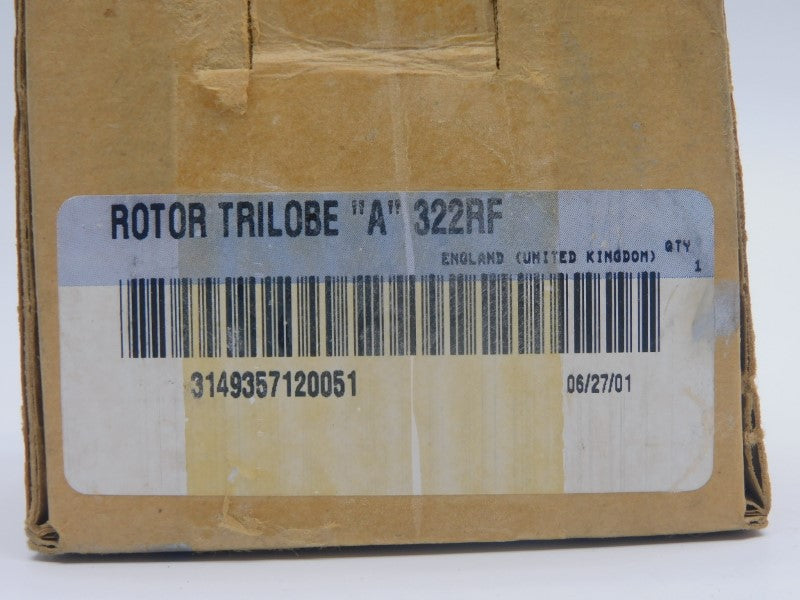 ROTOR TRILOBE "A" 322RF
ENGLAND (UNITED KINGDOM) QTY
1
3149357120051 06/27/01